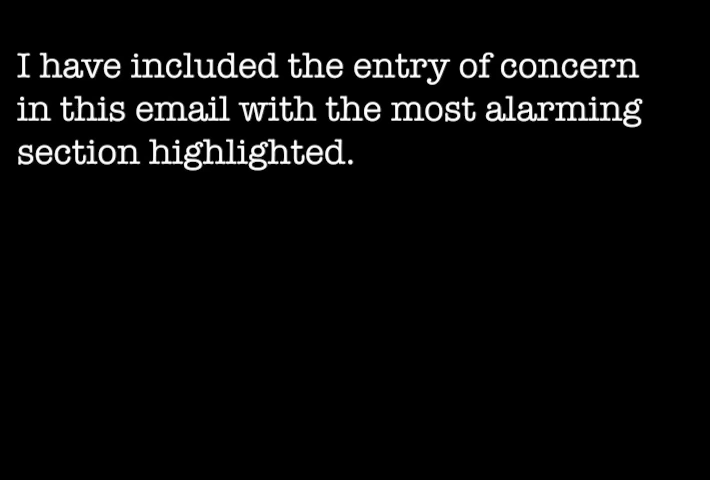 I have included the entry of concern
in this email with the most alarming
section highlighted.